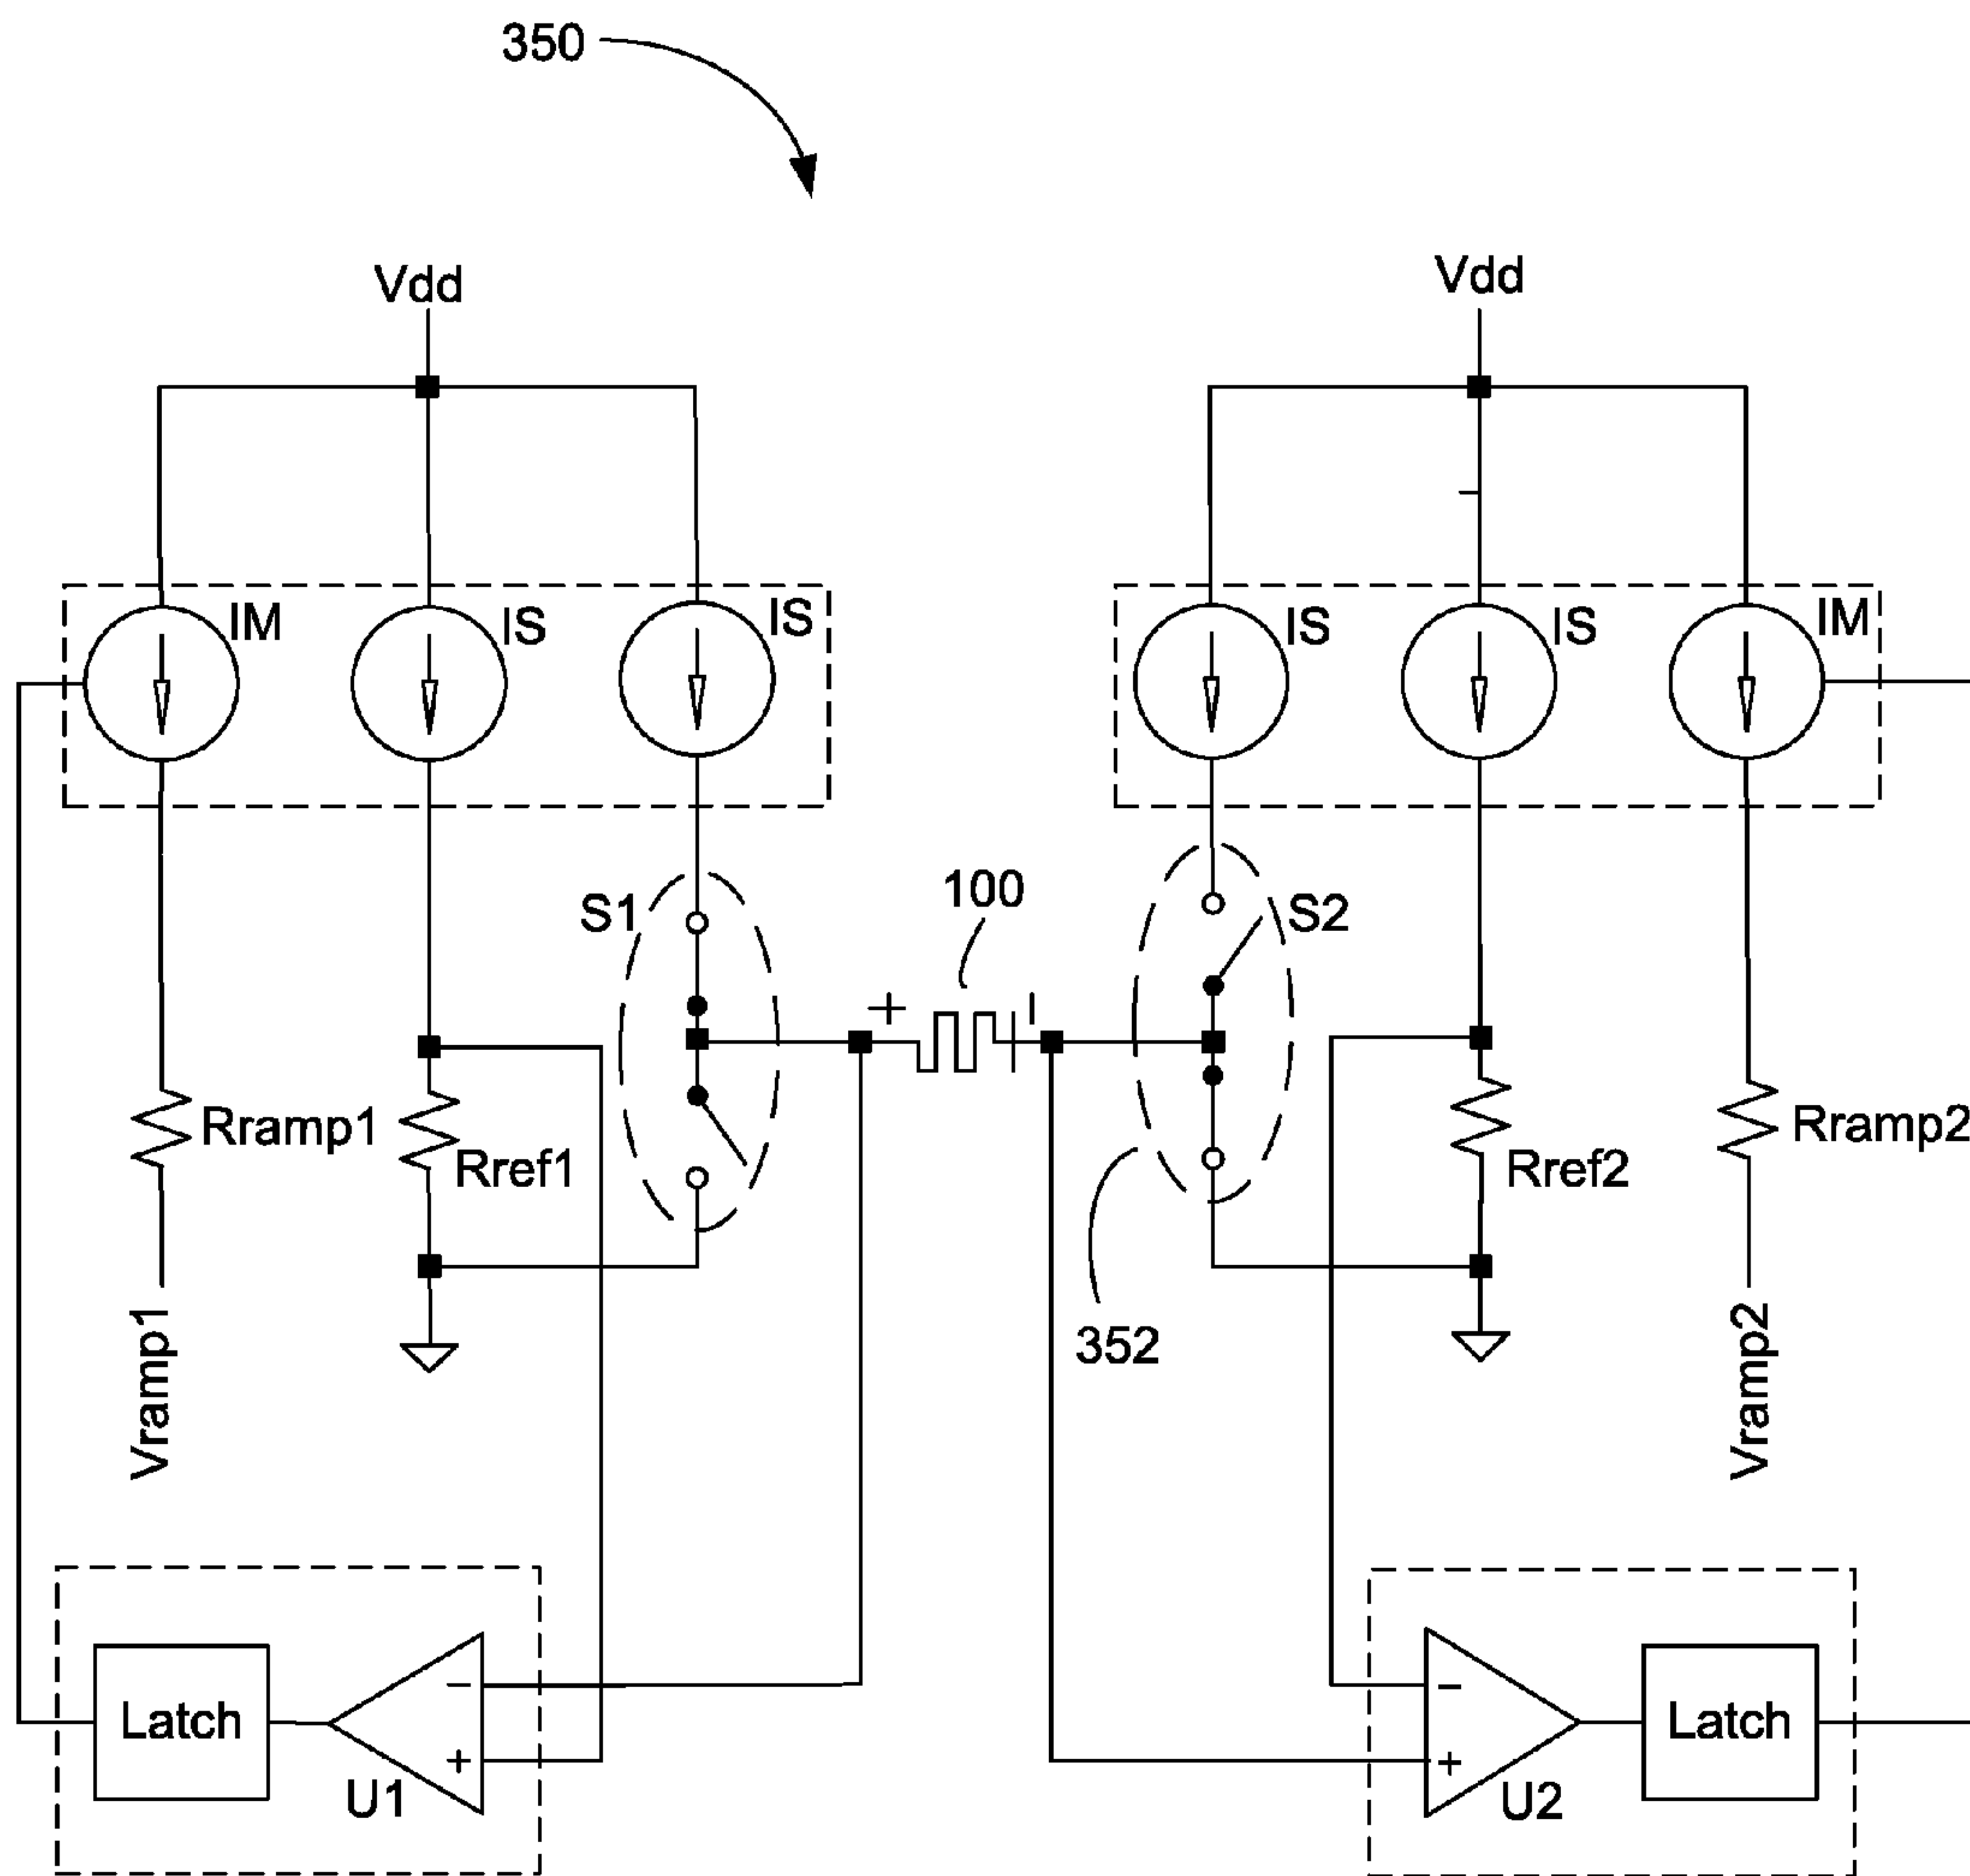 350
Vdd
Vdd
IM
IS
IS
IS
IS
IM
S1
100
S2
+
-
Rramp1
Rref1
Rref2
Rramp2
352
Vramp1
Vramp2
Latch
−
+
U1
−
+
U2
Latch